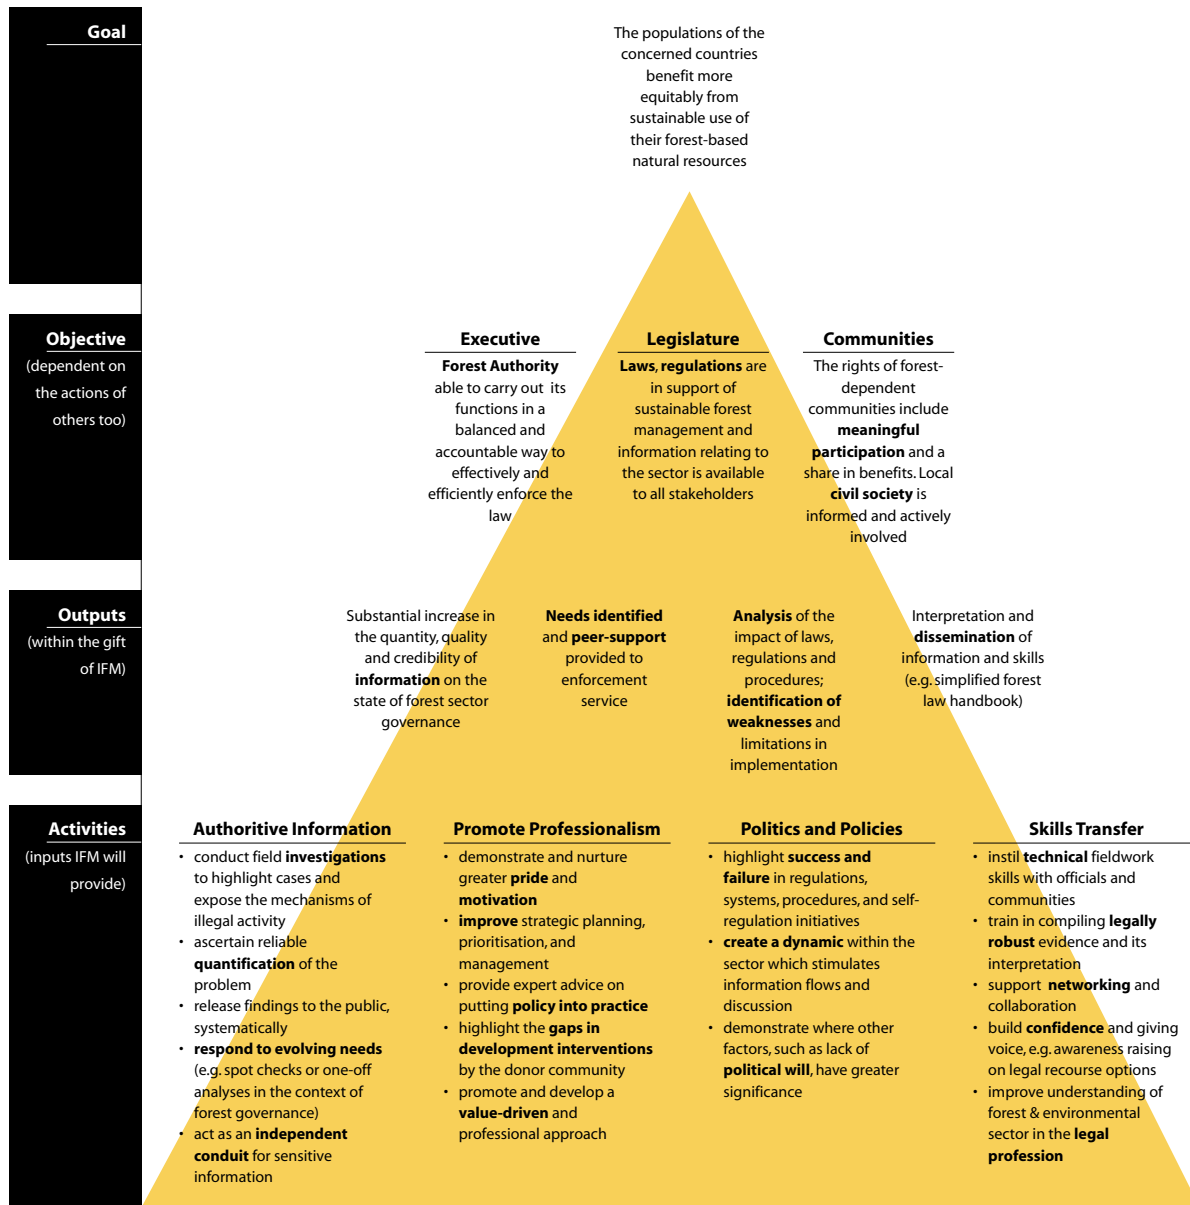 Goal
The populations of the
concerned countries
benefit more
equitably from
sustainable use of
their forest-based
natural resources
Objective
(dependent on
the actions of
others too)
Executive
Forest Authority
able to carry out its
functions in a
balanced and
accountable way to
effectively and
efficiently enforce the
law
Legislature
Laws, regulations are
in support of
sustainable forest
management and
information relating to
the sector is available
to all stakeholders
Communities
The rights of forest-
dependent
communities include
meaningful
participation and a
share in benefits. Local
civil society is
informed and actively
involved
Outputs
(within the gift
of IFM)
Substantial increase in
the quantity, quality
and credibility of
information on the
state of forest sector
governance
Needs identified
and peer-support
provided to
enforcement
service
Analysis of the
impact of laws,
regulations and
procedures;
identification of
weaknesses and
limitations in
implementation
Interpretation and
dissemination of
information and skills
(e.g. simplified forest
law handbook)
Activities
(inputs IFM will
provide)
Authoritive Information
• conduct field investigations
to highlight cases and
expose the mechanisms of
illegal activity
• ascertain reliable
quantification of the
problem
• release findings to the public,
systematically
• respond to evolving needs
(e.g. spot checks or one-off
analyses in the context of
forest governance)
• act as an independent
conduit for sensitive
information
Promote Professionalism
• demonstrate and nurture
greater pride and
motivation
• improve strategic planning,
prioritisation, and
management
• provide expert advice on
putting policy into practice
• highlight the gaps in
development interventions
by the donor community
• promote and develop a
value-driven and
professional approach
Politics and Policies
• highlight success and
failure in regulations,
systems, procedures, and self-
regulation initiatives
• create a dynamic within the
sector which stimulates
information flows and
discussion
• demonstrate where other
factors, such as lack of
political will, have greater
significance
Skills Transfer
• instil technical fieldwork
skills with officials and
communities
• train in compiling legally
robust evidence and its
interpretation
• support networking and
collaboration
• build confidence and giving
voice, e.g. awareness raising
on legal recourse options
• improve understanding of
forest & environmental
sector in the legal
profession